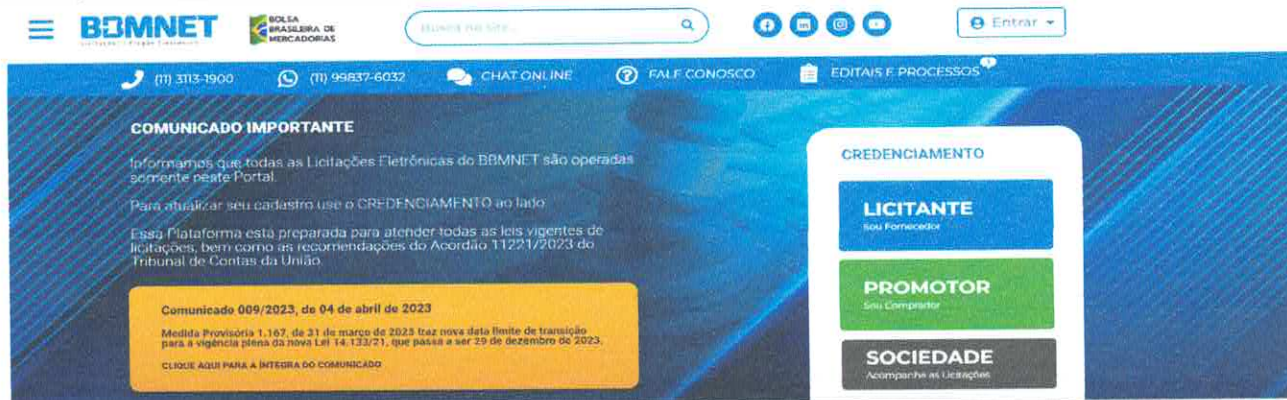 BBMNET
BOLSA
BRASILEIRA DE
MERCADORIAS
Busca no site...
Entrar
(11) 3113-1900
(11) 99837-6032
CHAT ONLINE
FALE CONOSCO
EDITAIS E PROCESSOS
COMUNICADO IMPORTANTE
Informamos que todas as Licitações Eletrônicas do BBMNET são operadas
somente neste Portal.
Para atualizar seu cadastro use o CREDENCIAMENTO ao lado.
Essa Plataforma está preparada para atender todas as leis vigentes de
licitações, bem como as recomendações do Acordão 11221/2023 do
Tribunal de Contas da União.
Comunicado 009/2023, de 04 de abril de 2023
Medida Provisória 1.167, de 31 de março de 2023 traz nova data limite de transição
para a vigência plena da nova Lei 14.133/21, que passa a ser 29 de dezembro de 2023.
CLIQUE AQUI PARA A ÍNTEGRA DO COMUNICADO
CREDENCIAMENTO
LICITANTE
Sou Fornecedor
PROMOTOR
Sou Comprador
SOCIEDADE
Acompanhe as Licitações